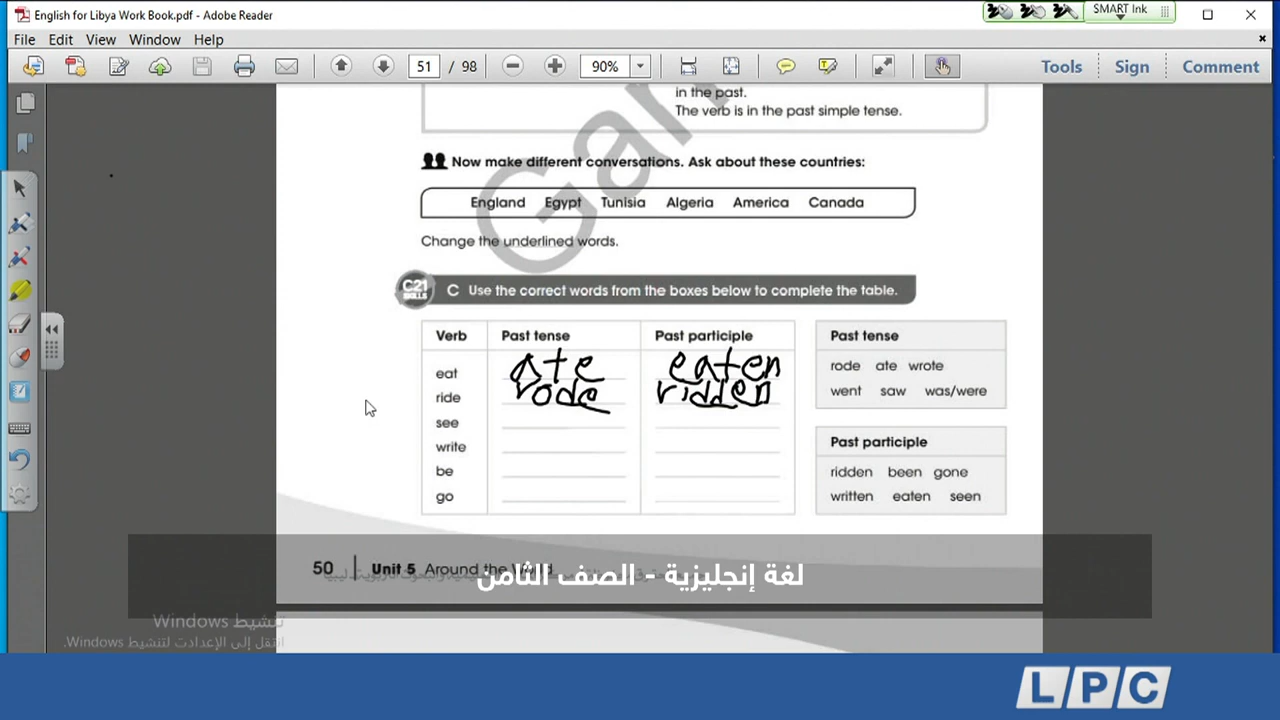 English for Libya Work Book.pdf - Adobe Reader
SMART Ink
File Edit View Window Help
51 / 98 90% Tools Sign Comment
in the past.
The verb is in the past simple tense.
Now make different conversations. Ask about these countries:
England Egypt Tunisia Algeria America Canada
Change the underlined words.
C21 SKILLS C Use the correct words from the boxes below to complete the table.
Verb Past tense Past participle
eat ate eaten
ride rode ridden
see
write
be
go
Past tense
rode ate wrote
went saw was/were
Past participle
ridden been gone
written eaten seen
50 Unit 5 Around the World
لغة إنجليزية - الصف الثامن
تنشيط Windows
انتقل إلى الإعدادات لتنشيط Windows.
LPC